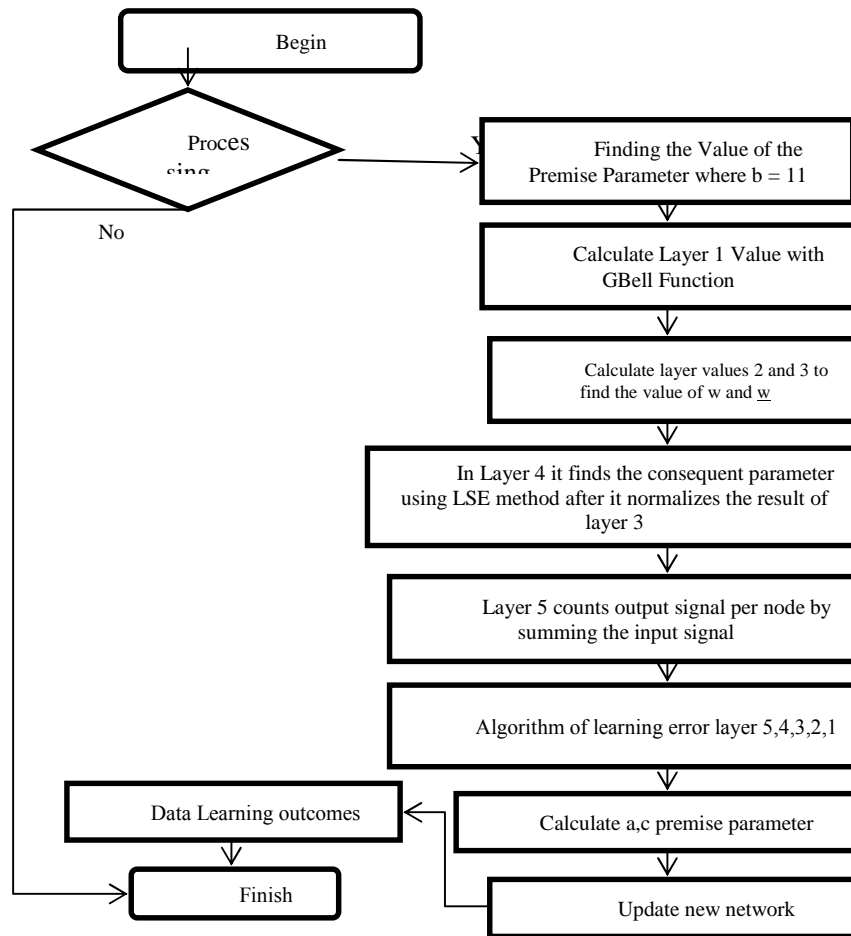 Begin
Proces
sing
Finding the Value of the
Premise Parameter where b = 11
No
Calculate Layer 1 Value with
GBell Function
Calculate layer values 2 and 3 to
find the value of w and w
In Layer 4 it finds the consequent parameter
using LSE method after it normalizes the result of
layer 3
Layer 5 counts output signal per node by
summing the input signal
Algorithm of learning error layer 5,4,3,2,1
Data Learning outcomes
Calculate a,c premise parameter
Finish
Update new network